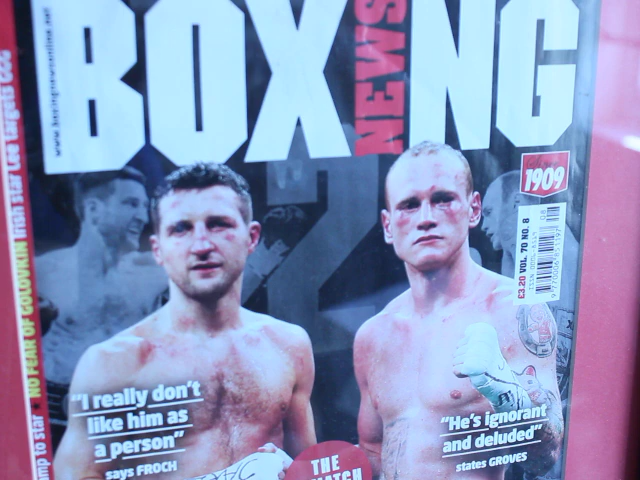 www.boxingnewsonline.net
BOXING
NEWS
1909
£3.20 VOL. 70 NO. 8
NO FEAR OF GOLOVKIN Irish star Lee targets GGG
"I really don't
like him as
a person"
says FROCH
"He's ignorant
and deluded"
states GROVES
THE